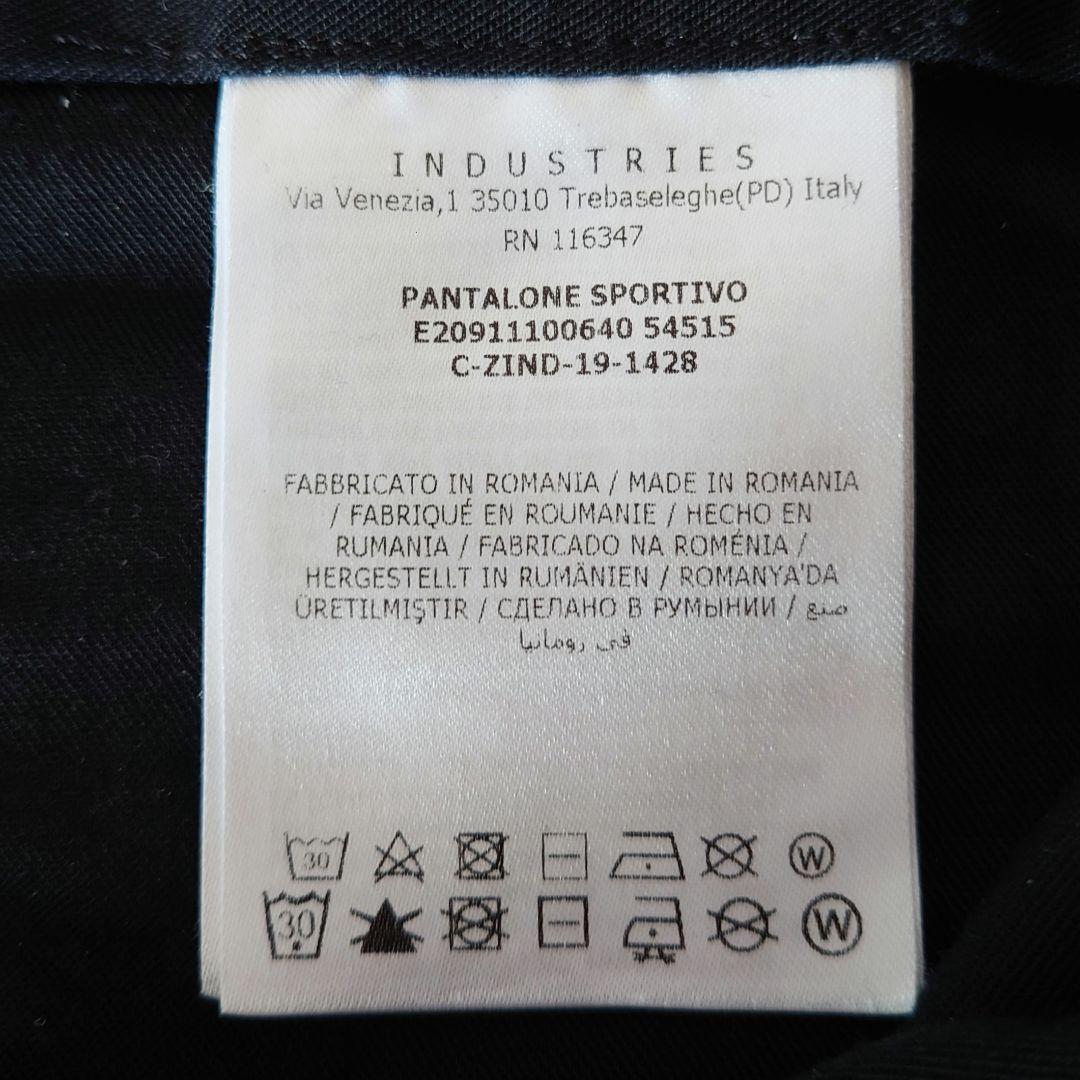 INDUSTRIES
Via Venezia,1 35010 Trebaseleghe(PD) Italy
RN 116347
PANTALONE SPORTIVO
E20911100640 54515
C-ZIND-19-1428
FABBRICATO IN ROMANIA / MADE IN ROMANIA
/ FABRIQUÉ EN ROUMANIE / HECHO EN
RUMANIA / FABRICADO NA ROMÉNIA /
HERGESTELLT IN RUMÄNIEN / ROMANYA'DA
ÜRETILMIŞTIR / СДЕЛАНО В РУМЫНИИ / صنع
في رومانيا
30 W
30 W